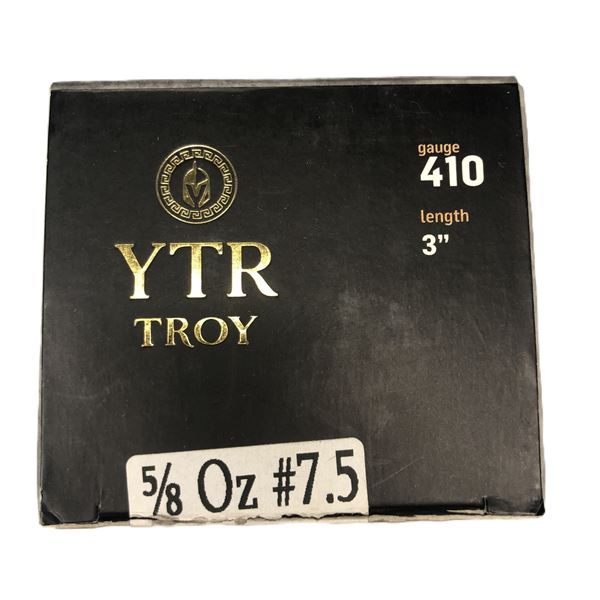 gauge
410
length
3”
YTR
TROY
5/8 Oz #7.5